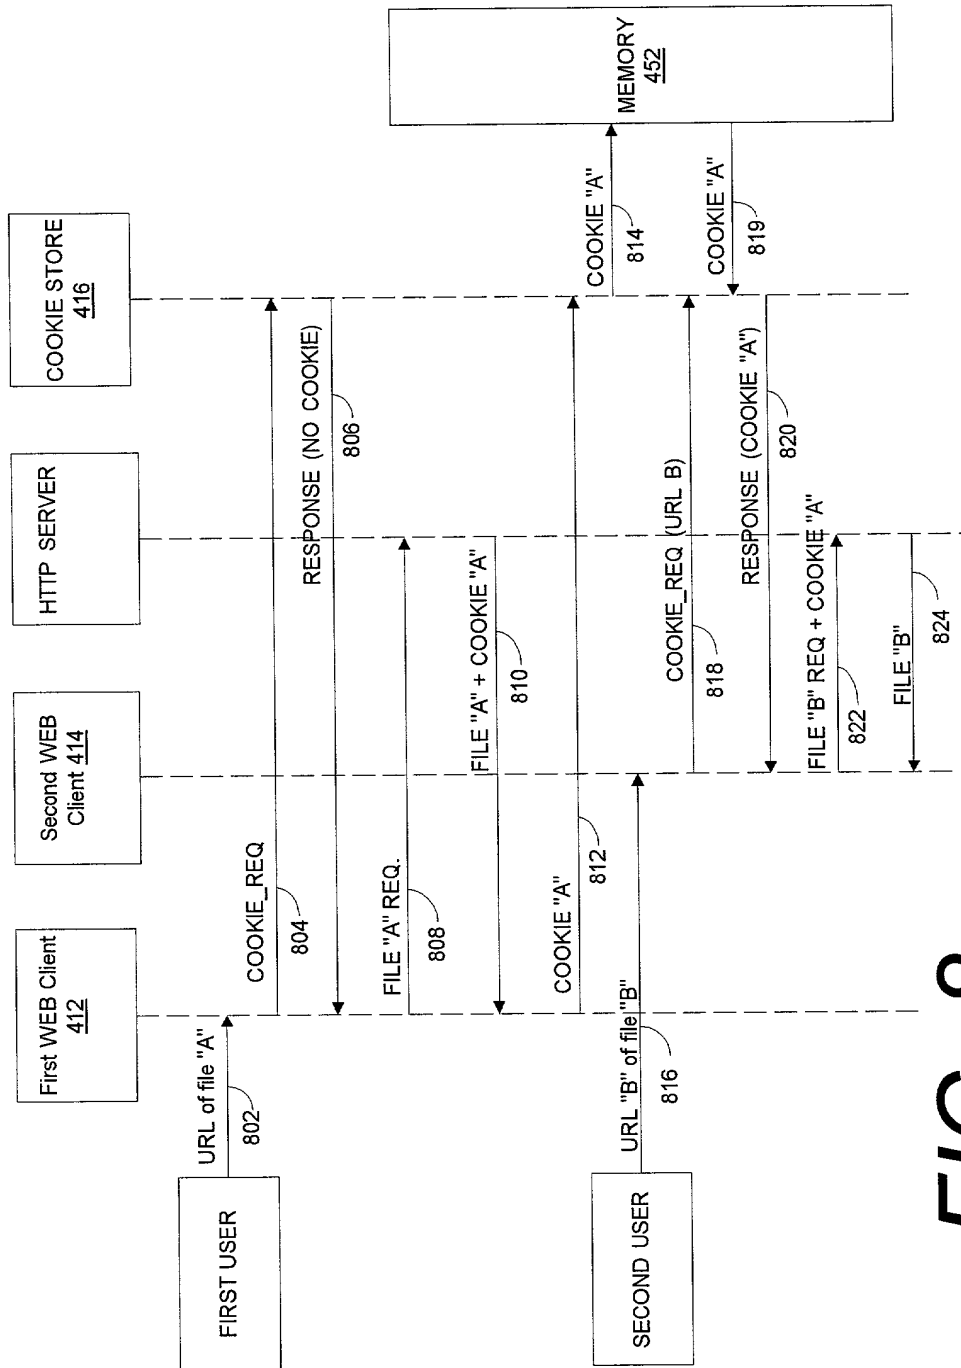 First WEB Client
412
Second WEB
Client 414
HTTP SERVER
COOKIE STORE
416
FIRST USER
URL of file "A"
802
COOKIE_REQ
804
RESPONSE (NO COOKIE)
806
FILE "A" REQ.
808
FILE "A" + COOKIE "A"
810
COOKIE "A"
812
COOKIE "A"
814
MEMORY
452
SECOND USER
URL "B" of file "B"
816
COOKIE_REQ (URL B)
818
COOKIE "A"
819
RESPONSE (COOKIE "A")
820
FILE "B" REQ + COOKIE "A"
822
FILE "B"
824
FIG. 8